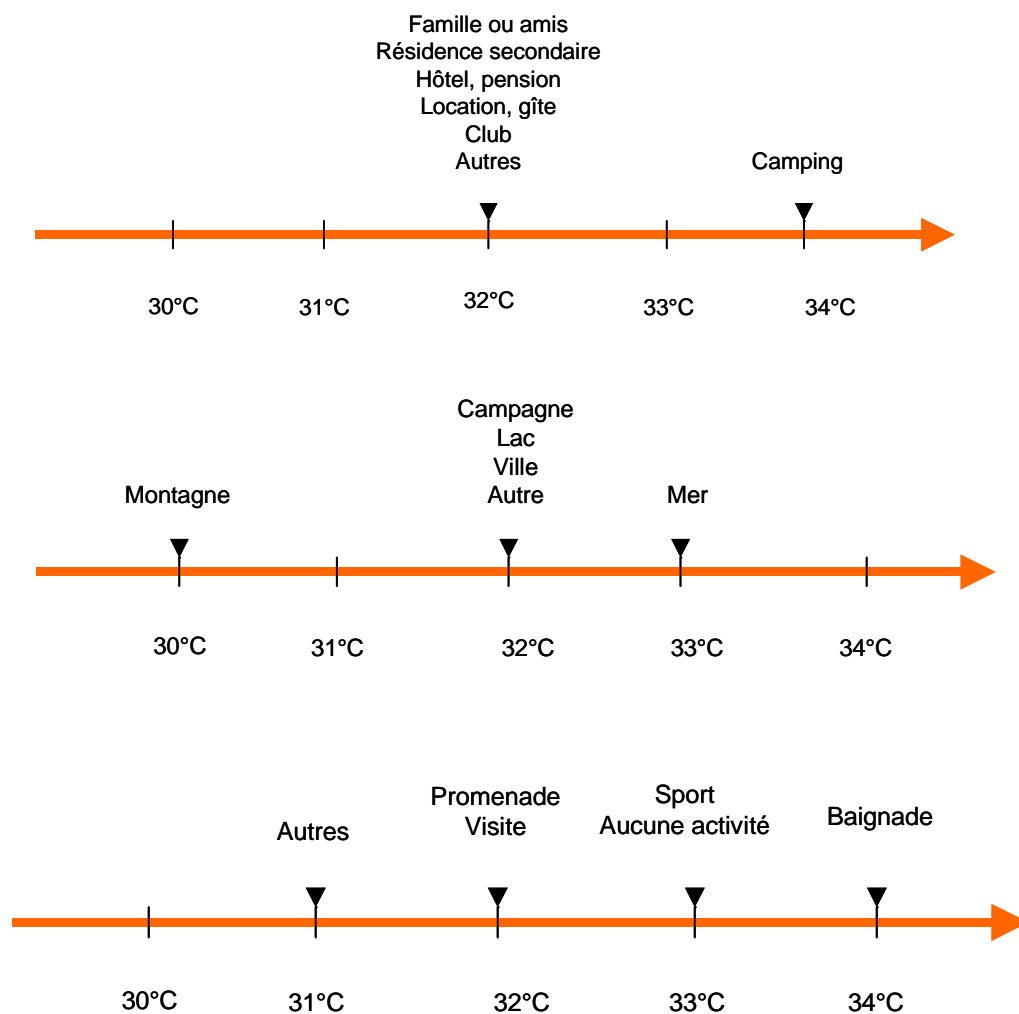 Famille ou amis
Résidence secondaire
Hôtel, pension
Location, gîte
Club
Autres
Camping
30°C 31°C 32°C 33°C 34°C
Campagne
Lac
Ville
Autre
Montagne
Mer
30°C 31°C 32°C 33°C 34°C
Autres
Promenade
Visite
Sport
Aucune activité
Baignade
30°C 31°C 32°C 33°C 34°C